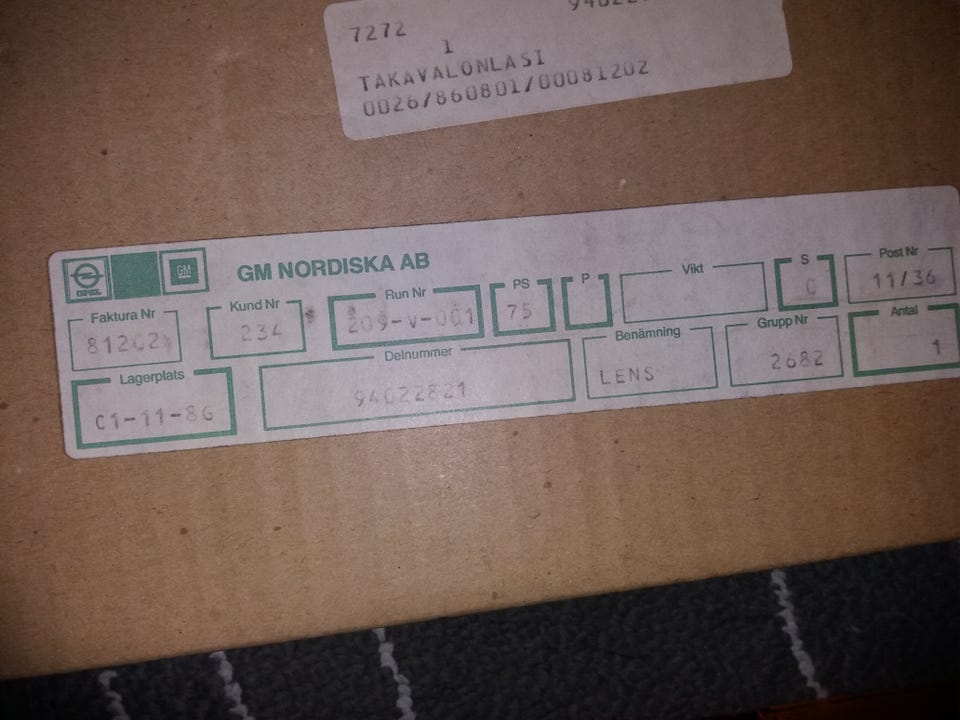 7272
1
TAKAVALONLASI
0026/860801/00081202
OPEL
GM
GM NORDISKA AB
Faktura Nr
81202
Kund Nr
234
Run Nr
209-V-001
PS
75
P
Vikt
S
0
Post Nr
11/36
Lagerplats
C1-11-8G
Delnummer
94022821
Benämning
LENS
Grupp Nr
2682
Antal
1